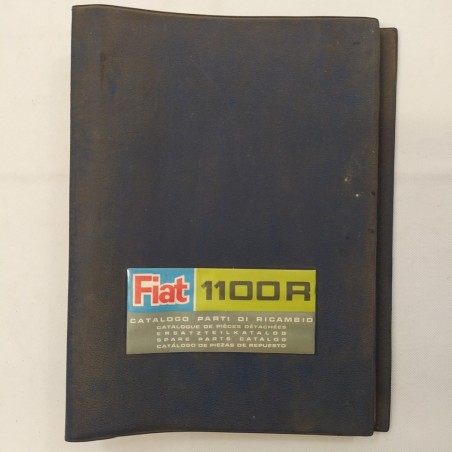 Fiat 1100R
CATALOGO PARTI DI RICAMBIO
CATALOGUE DE PIÈCES DÉTACHÉES
ERSATZTEILKATALOG
SPARE PARTS CATALOG
CATÁLOGO DE PIEZAS DE REPUESTO